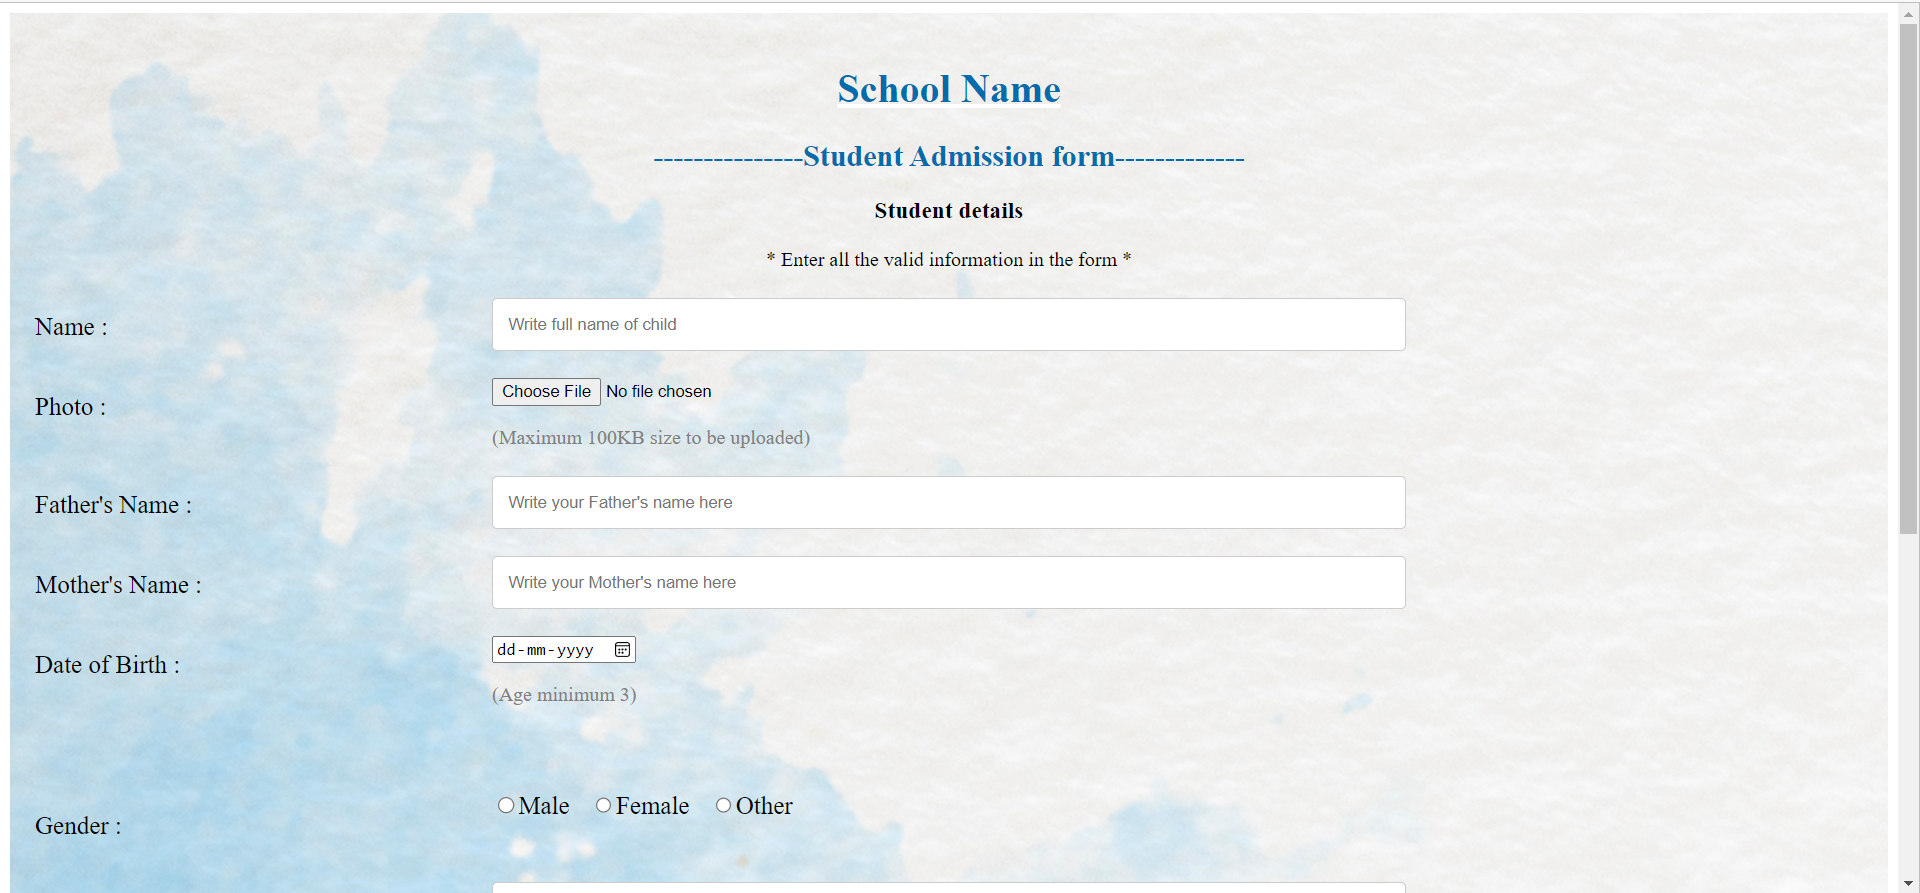 School Name
---------------Student Admission form-------------
Student details
* Enter all the valid information in the form *
Name :
Write full name of child
Photo :
Choose File No file chosen
(Maximum 100KB size to be uploaded)
Father's Name :
Write your Father's name here
Mother's Name :
Write your Mother's name here
Date of Birth :
dd-mm-yyyy
(Age minimum 3)
Gender :
Male Female Other